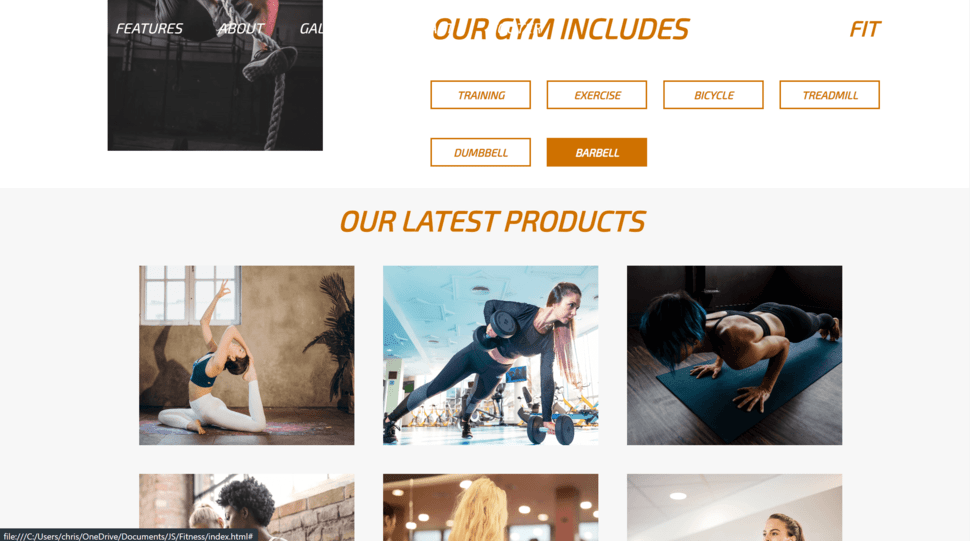 FEATURES ABOUT GAL
OUR GYM INCLUDES
FIT
TRAINING EXERCISE BICYCLE TREADMILL
DUMBBELL BARBELL
OUR LATEST PRODUCTS
file:///C:/Users/chris/OneDrive/Documents/JS/Fitness/index.html#